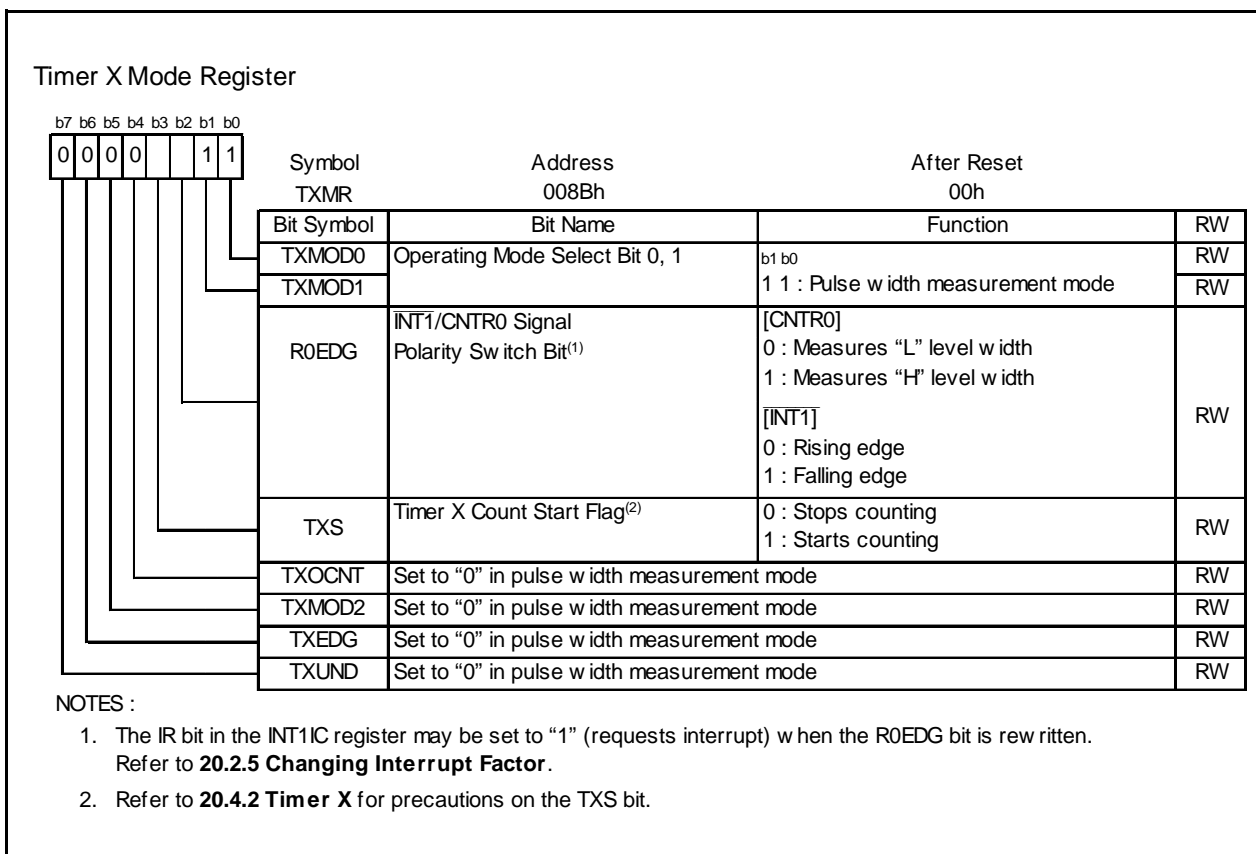 Timer X Mode Register
b7 b6 b5 b4 b3 b2 b1 b0
0 0 0 0 1 1
Symbol Address After Reset
TXMR 008Bh 00h
Bit Symbol Bit Name Function RW
TXMOD0 Operating Mode Select Bit 0, 1 b1 b0 RW
TXMOD1 1 1 : Pulse width measurement mode RW
INT1/CNTR0 Signal [CNTR0]
R0EDG Polarity Switch Bit(1) 0 : Measures “L” level width
1 : Measures “H” level width
[INT1] RW
0 : Rising edge
1 : Falling edge
TXS Timer X Count Start Flag(2) 0 : Stops counting RW
1 : Starts counting
TXOCNT Set to “0” in pulse width measurement mode RW
TXMOD2 Set to “0” in pulse width measurement mode RW
TXEDG Set to “0” in pulse width measurement mode RW
TXUND Set to “0” in pulse width measurement mode RW
NOTES :
1. The IR bit in the INT1IC register may be set to “1” (requests interrupt) when the R0EDG bit is rewritten.
Refer to 20.2.5 Changing Interrupt Factor.
2. Refer to 20.4.2 Timer X for precautions on the TXS bit.